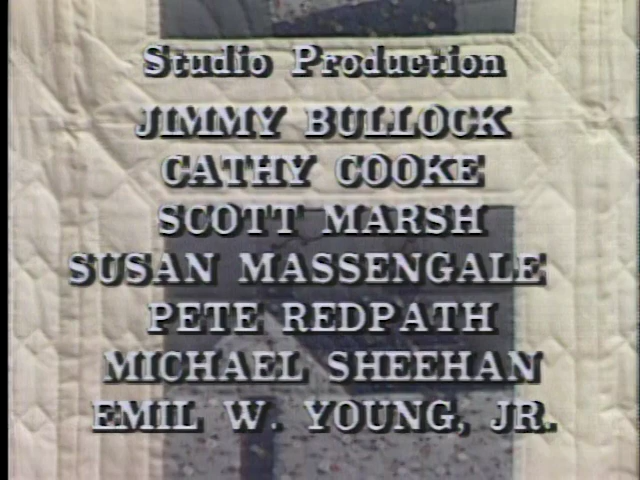 Studio Production
JIMMY BULLOCK
CATHY COOKE
SCOTT MARSH
SUSAN MASSENGALE
PETE REDPATH
MICHAEL SHEEHAN
EMIL W. YOUNG, JR.